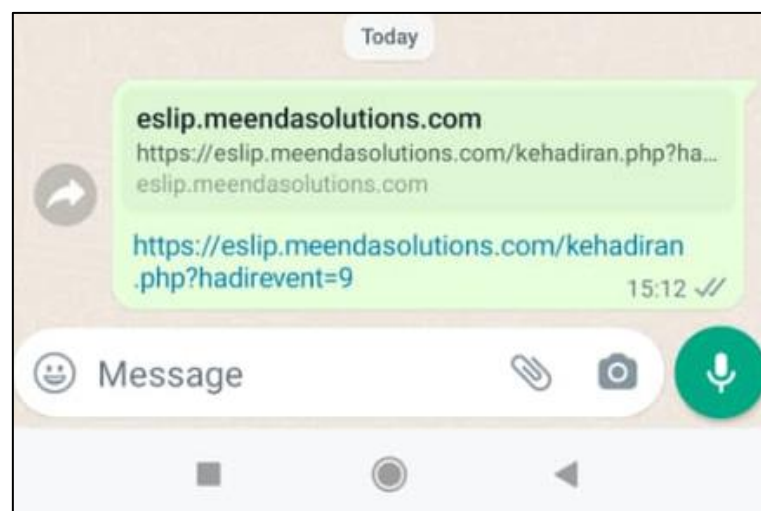 Today
eslip.meendasolutions.com
https://eslip.meendasolutions.com/kehadiran.php?ha...
eslip.meendasolutions.com
https://eslip.meendasolutions.com/kehadiran
.php?hadirevent=9
15:12
Message